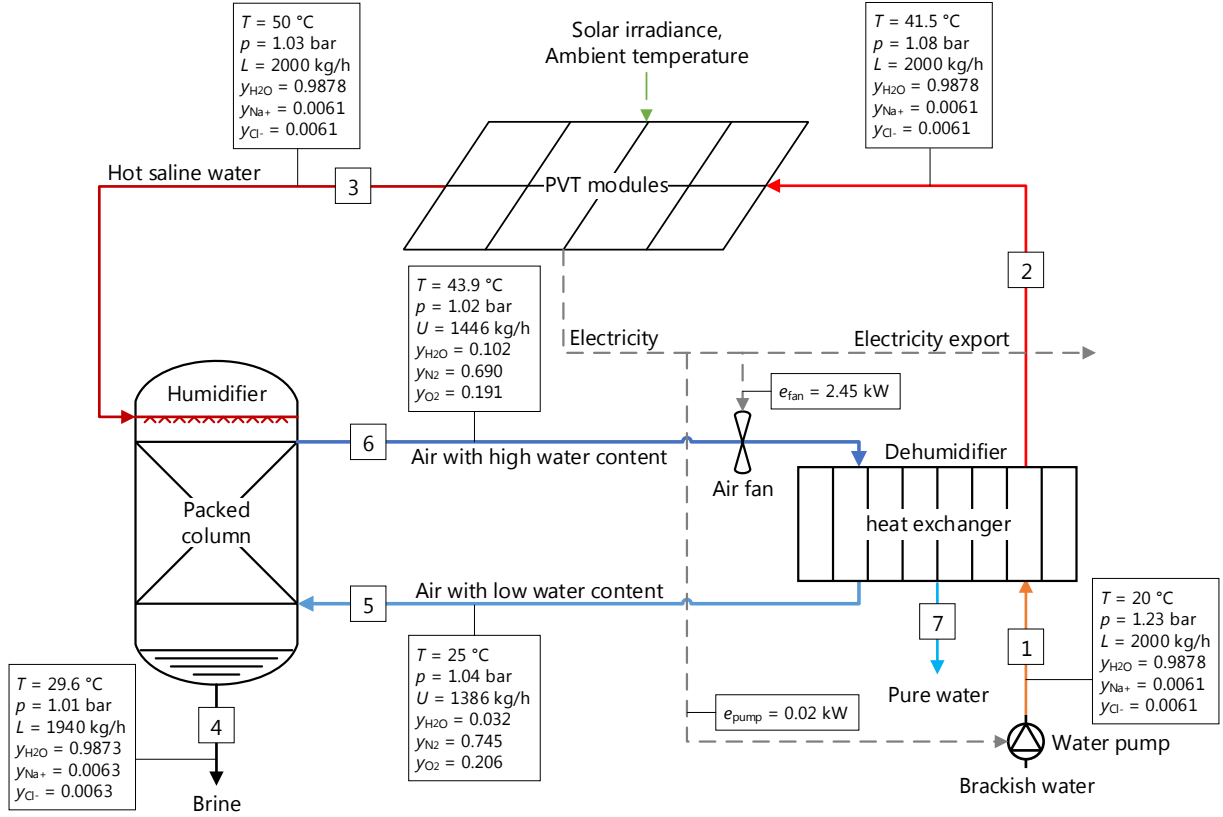 T = 50 °C
p = 1.03 bar
L = 2000 kg/h
yH2O = 0.9878
yNa+ = 0.0061
yCl- = 0.0061
Solar irradiance,
Ambient temperature
T = 41.5 °C
p = 1.08 bar
L = 2000 kg/h
yH2O = 0.9878
yNa+ = 0.0061
yCl- = 0.0061
Hot saline water
3
PVT modules
2
T = 43.9 °C
p = 1.02 bar
U = 1446 kg/h
yH2O = 0.102
yN2 = 0.690
yO2 = 0.191
Electricity
Electricity export
efan = 2.45 kW
Humidifier
6
Air with high water content
Air fan
Dehumidifier
heat exchanger
Packed
column
5
Air with low water content
7
Pure water
1
T = 20 °C
p = 1.23 bar
L = 2000 kg/h
yH2O = 0.9878
yNa+ = 0.0061
yCl- = 0.0061
T = 25 °C
p = 1.04 bar
U = 1386 kg/h
yH2O = 0.032
yN2 = 0.745
yO2 = 0.206
epump = 0.02 kW
Water pump
Brackish water
T = 29.6 °C
p = 1.01 bar
L = 1940 kg/h
yH2O = 0.9873
yNa+ = 0.0063
yCl- = 0.0063
4
Brine